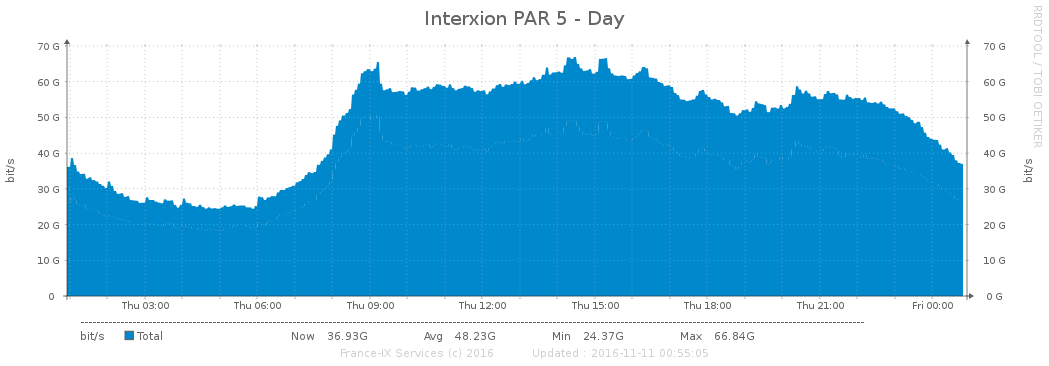 Interxion PAR 5 - Day
RRDTOOL / TOBI OETIKER
70 G 70 G
60 G 60 G
50 G 50 G
40 G 40 G
30 G 30 G
20 G 20 G
10 G 10 G
0 0 G
bit/s bit/s
Thu 03:00 Thu 06:00 Thu 09:00 Thu 12:00 Thu 15:00 Thu 18:00 Thu 21:00 Fri 00:00
bit/s Total Now 36.93G Avg 48.23G Min 24.37G Max 66.84G
France-IX Services (c) 2016 Updated : 2016-11-11 00:55:05